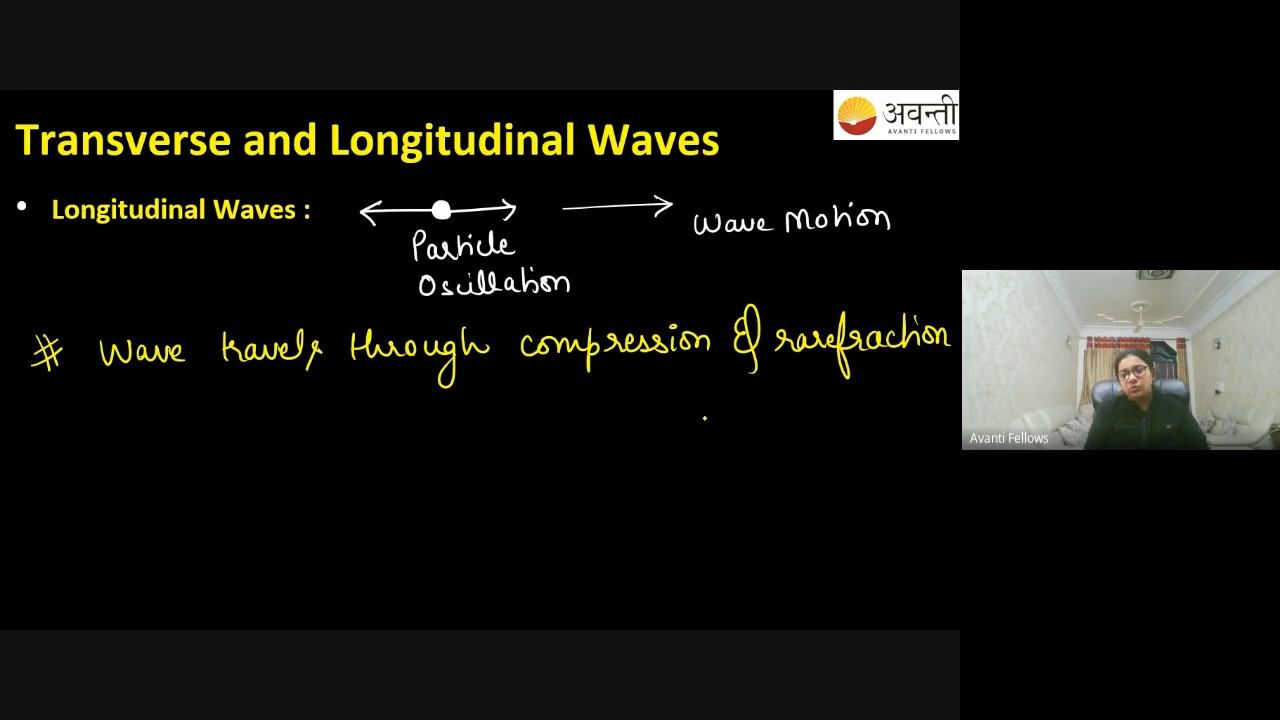 अवन्ती
AVANTI FELLOWS
Transverse and Longitudinal Waves
• Longitudinal Waves :
Wave Motion
Particle
Oscillation
# Wave travels through compression & rarefraction
Avanti Fellows